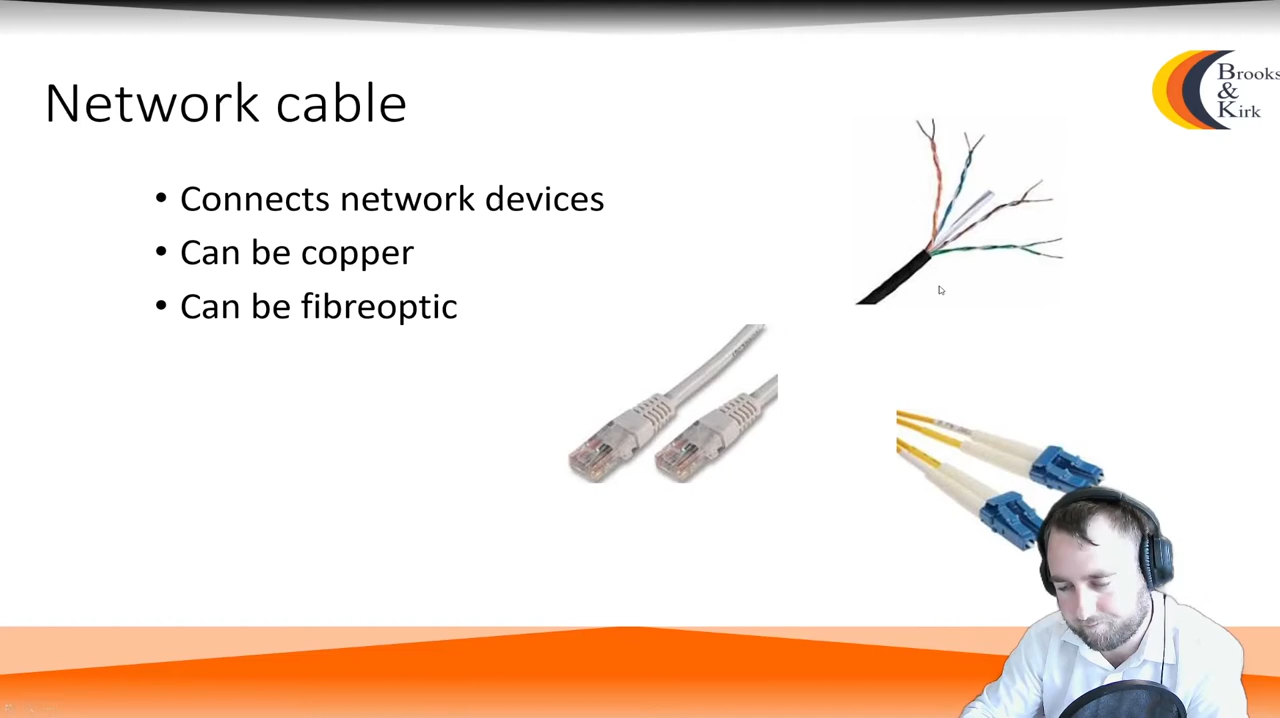 Network cable
Brooks
&
Kirk
• Connects network devices
• Can be copper
• Can be fibreoptic